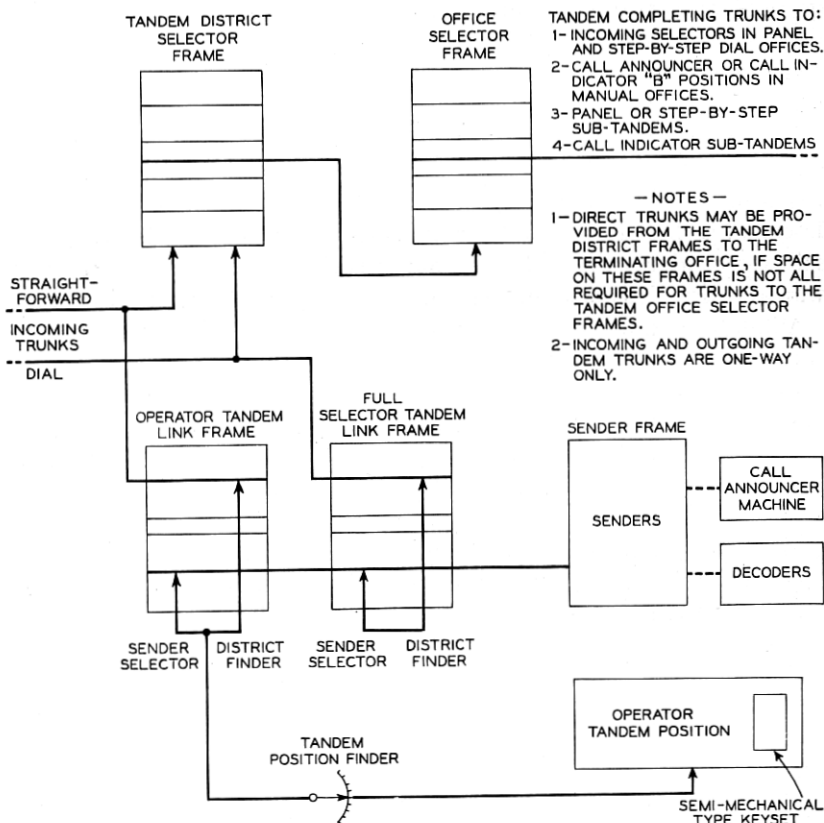 TANDEM DISTRICT
SELECTOR
FRAME
OFFICE
SELECTOR
FRAME
TANDEM COMPLETING TRUNKS TO:
1- INCOMING SELECTORS IN PANEL
AND STEP-BY-STEP DIAL OFFICES.
2- CALL ANNOUNCER OR CALL IN-
DICATOR "B" POSITIONS IN
MANUAL OFFICES.
3- PANEL OR STEP-BY-STEP
SUB-TANDEMS.
4- CALL INDICATOR SUB-TANDEMS
— NOTES —
1- DIRECT TRUNKS MAY BE PRO-
VIDED FROM THE TANDEM
DISTRICT FRAMES TO THE
TERMINATING OFFICE, IF SPACE
ON THESE FRAMES IS NOT ALL
REQUIRED FOR TRUNKS TO THE
TANDEM OFFICE SELECTOR
FRAMES.
2- INCOMING AND OUTGOING TAN-
DEM TRUNKS ARE ONE-WAY
ONLY.
STRAIGHT-
FORWARD
INCOMING
TRUNKS
DIAL
OPERATOR TANDEM
LINK FRAME
FULL
SELECTOR TANDEM
LINK FRAME
SENDER FRAME
SENDERS
CALL
ANNOUNCER
MACHINE
DECODERS
SENDER
SELECTOR
DISTRICT
FINDER
SENDER
SELECTOR
DISTRICT
FINDER
TANDEM
POSITION FINDER
OPERATOR
TANDEM POSITION
SEMI-MECHANICAL
TYPE KEYSET